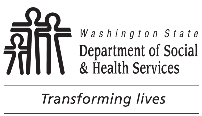 Washington State
Department of Social
& Health Services
Transforming lives